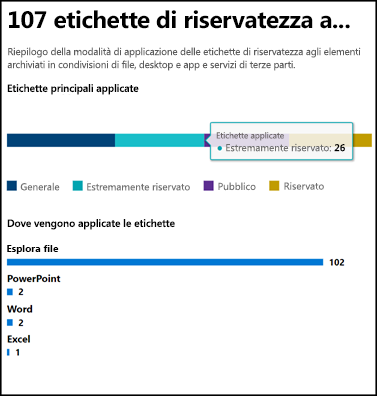 107 etichette di riservatezza a...
Riepilogo della modalità di applicazione delle etichette di riservatezza agli elementi
archiviati in condivisioni di file, desktop e app e servizi di terze parti.
Etichette principali applicate
Etichette applicate
Estremamente riservato: 26
Generale Estremamente riservato Pubblico Riservato
Dove vengono applicate le etichette
Esplora file
102
PowerPoint
2
Word
2
Excel
1